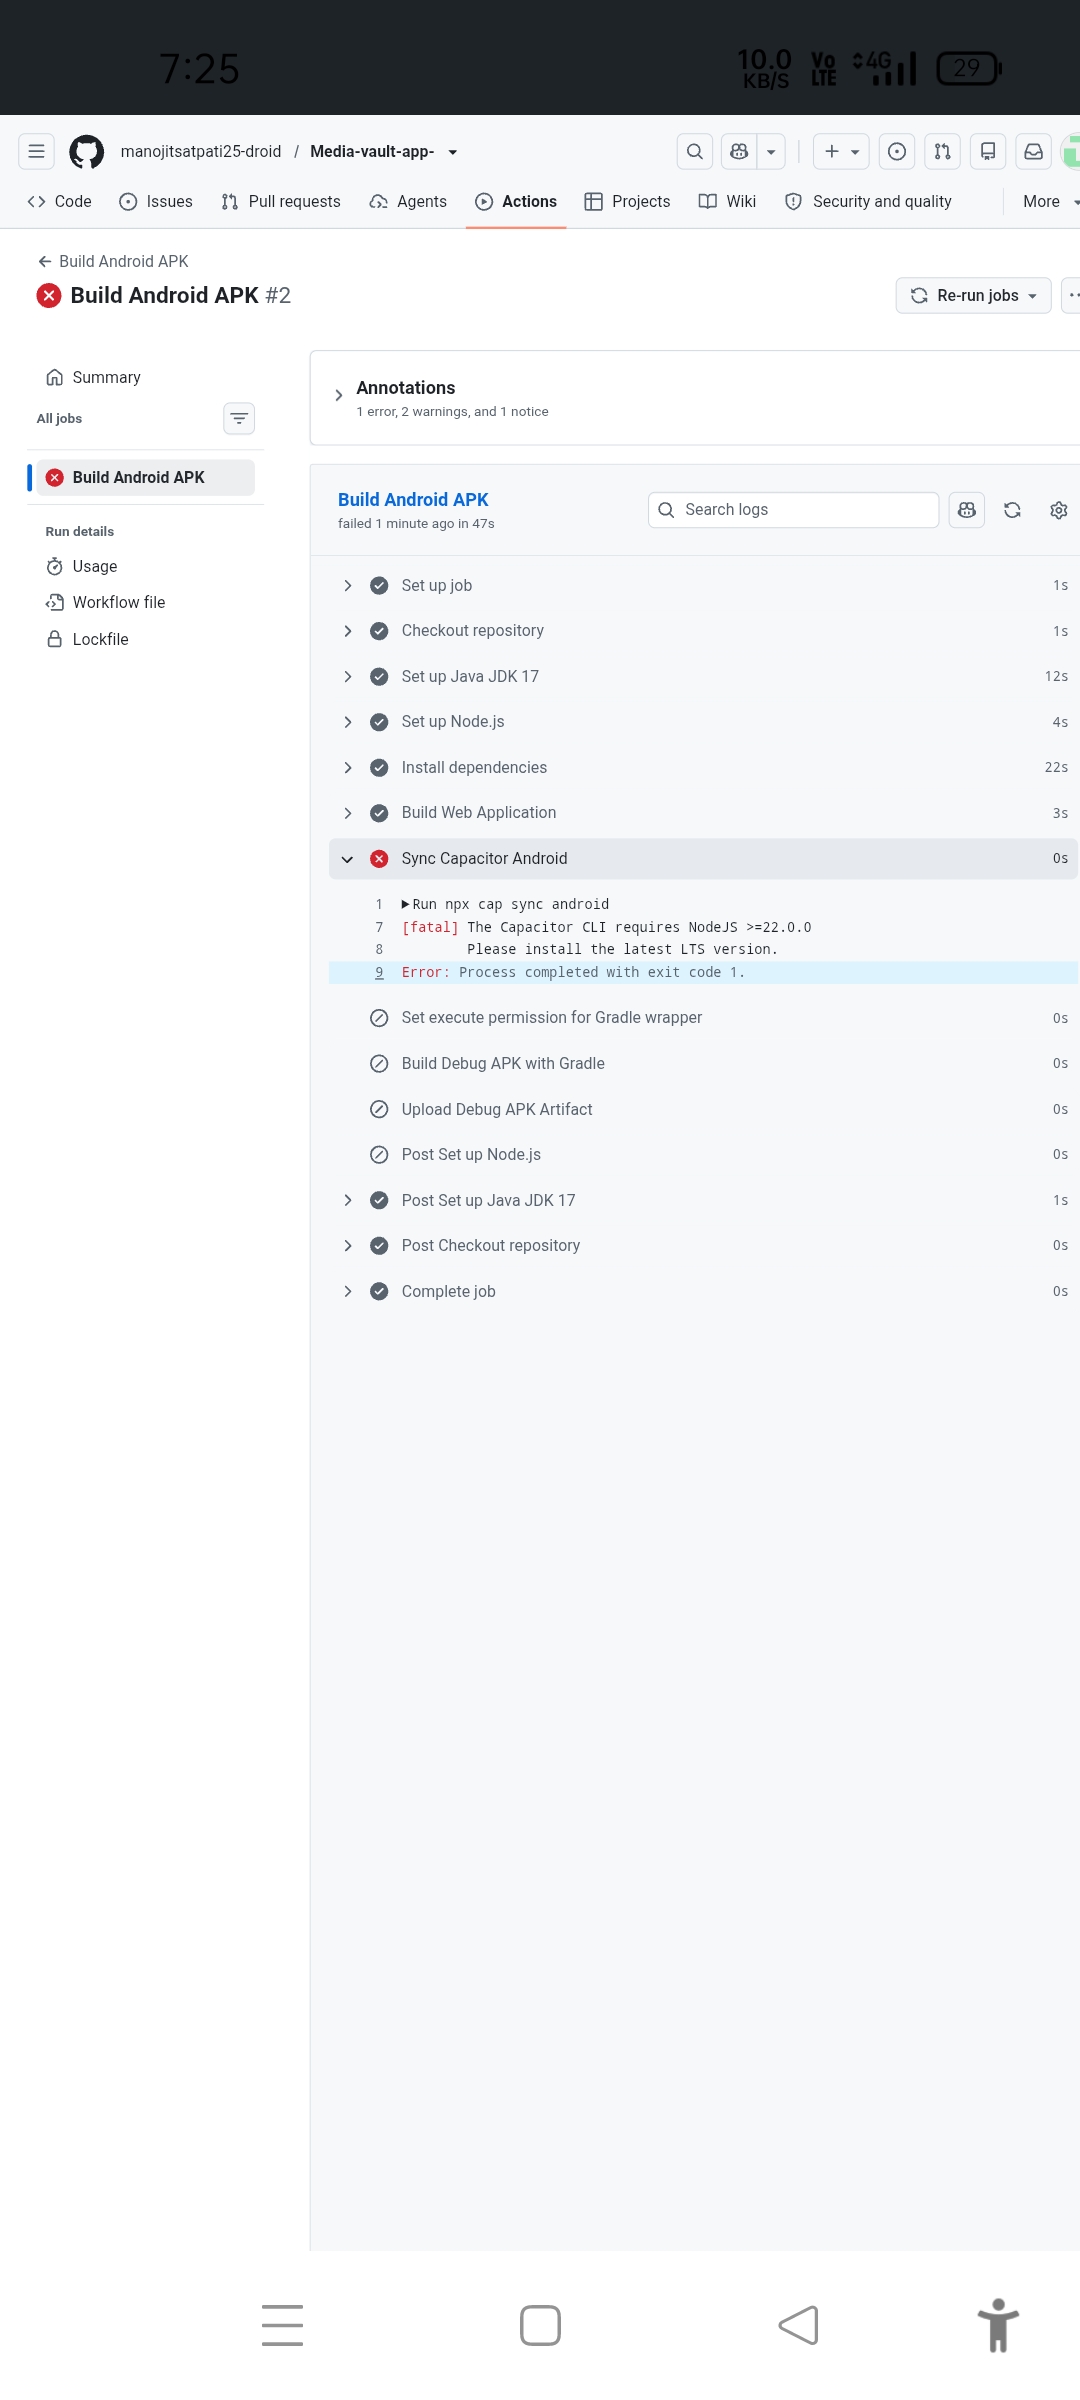 7:25
10.0 KB/S Vo LTE 4G 29
manojitsatpati25-droid / Media-vault-app-
Code Issues Pull requests Agents Actions Projects Wiki Security and quality More
Build Android APK
Build Android APK #2
Re-run jobs
Summary
All jobs
Build Android APK
Run details
Usage
Workflow file
Lockfile
Annotations
1 error, 2 warnings, and 1 notice
Build Android APK
failed 1 minute ago in 47s
Search logs
Set up job 1s
Checkout repository 1s
Set up Java JDK 17 12s
Set up Node.js 4s
Install dependencies 22s
Build Web Application 3s
Sync Capacitor Android 0s
1 Run npx cap sync android
7 [fatal] The Capacitor CLI requires NodeJS >=22.0.0
8 Please install the latest LTS version.
9 Error: Process completed with exit code 1.
Set execute permission for Gradle wrapper 0s
Build Debug APK with Gradle 0s
Upload Debug APK Artifact 0s
Post Set up Node.js 0s
Post Set up Java JDK 17 1s
Post Checkout repository 0s
Complete job 0s